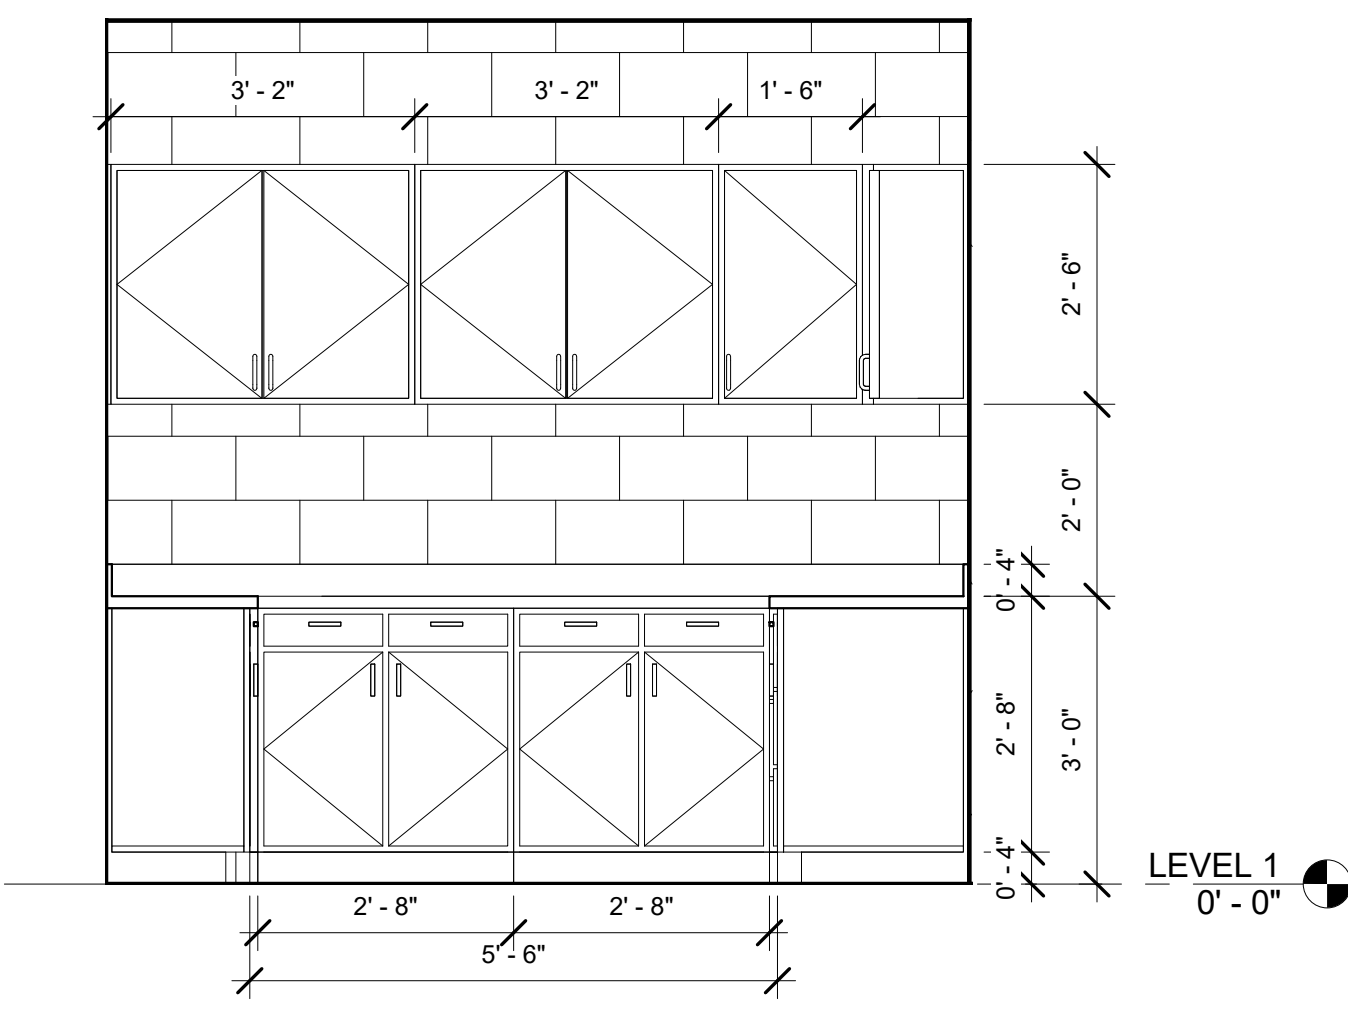 3' - 2"
3' - 2"
1' - 6"
2' - 6"
2' - 0"
0' - 4"
2' - 8"
3' - 0"
0' - 4"
LEVEL 1
0' - 0"
2' - 8"
2' - 8"
5' - 6"